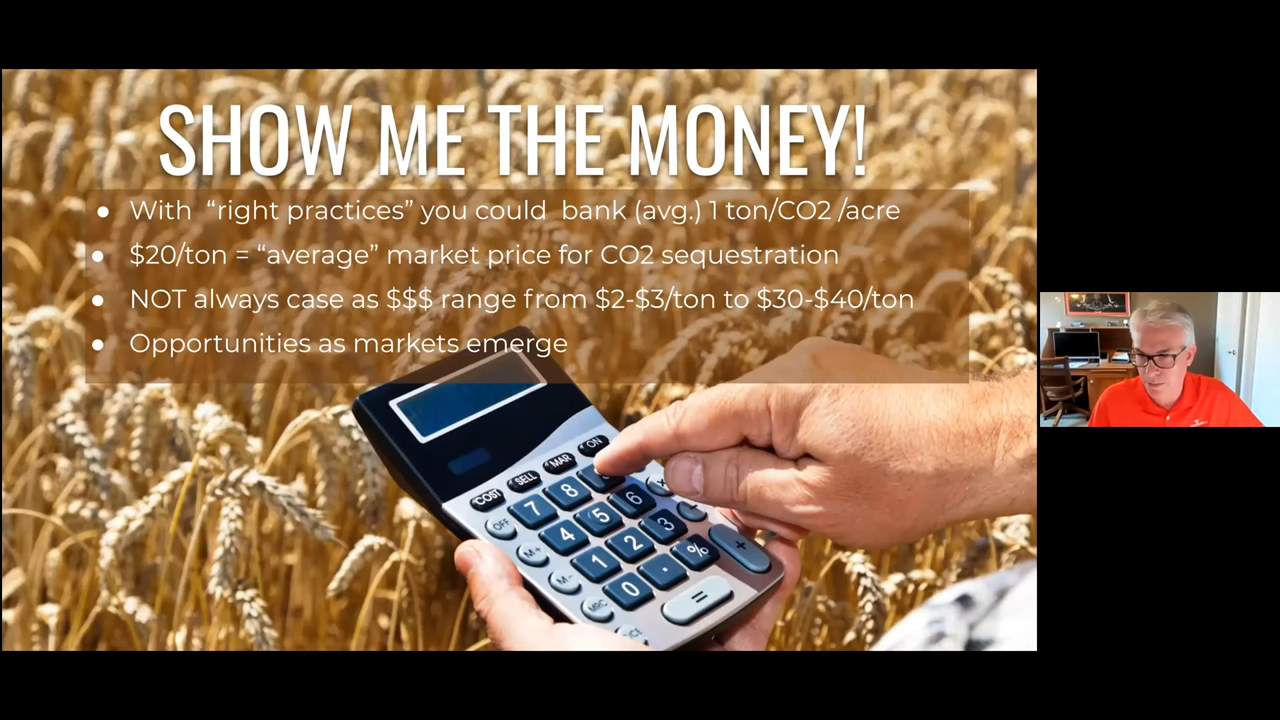 SHOW ME THE MONEY!
● With “right practices” you could bank (avg.) 1 ton/CO2 /acre
● $20/ton = “average” market price for CO2 sequestration
● NOT always case as $$$ range from $2-$3/ton to $30-$40/ton
● Opportunities as markets emerge
COST SELL MAR ON
OFF 7 8
M+ 4 5 6
M- 1 2 3 +
MRC 0 . % =